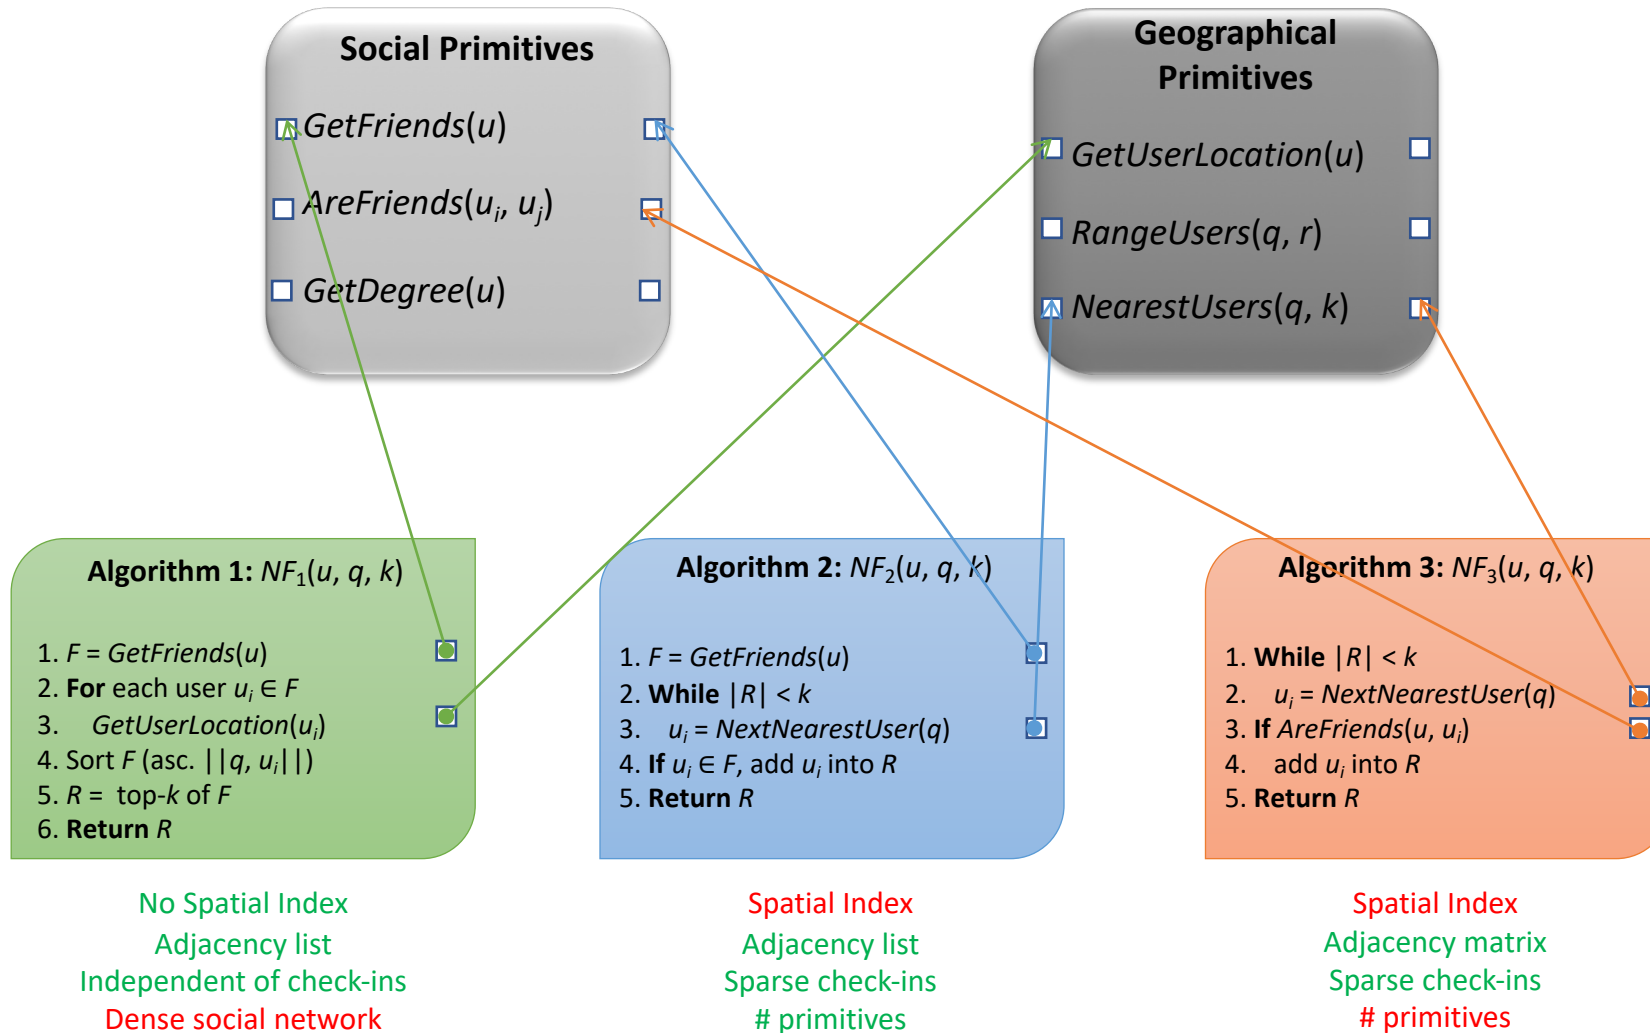 Social Primitives
GetFriends(u)
AreFriends(uᵢ, uⱼ)
GetDegree(u)
Geographical
Primitives
GetUserLocation(u)
RangeUsers(q, r)
NearestUsers(q, k)
Algorithm 1: NF₁(u, q, k)
1. F = GetFriends(u)
2. For each user uᵢ ∈ F
3. GetUserLocation(uᵢ)
4. Sort F (asc. ||q, uᵢ||)
5. R = top-k of F
6. Return R
No Spatial Index
Adjacency list
Independent of check-ins
Dense social network
Algorithm 2: NF₂(u, q, k)
1. F = GetFriends(u)
2. While |R| < k
3. uᵢ = NextNearestUser(q)
4. If uᵢ ∈ F, add uᵢ into R
5. Return R
Spatial Index
Adjacency list
Sparse check-ins
# primitives
Algorithm 3: NF₃(u, q, k)
1. While |R| < k
2. uᵢ = NextNearestUser(q)
3. If AreFriends(u, uᵢ)
4. add uᵢ into R
5. Return R
Spatial Index
Adjacency matrix
Sparse check-ins
# primitives